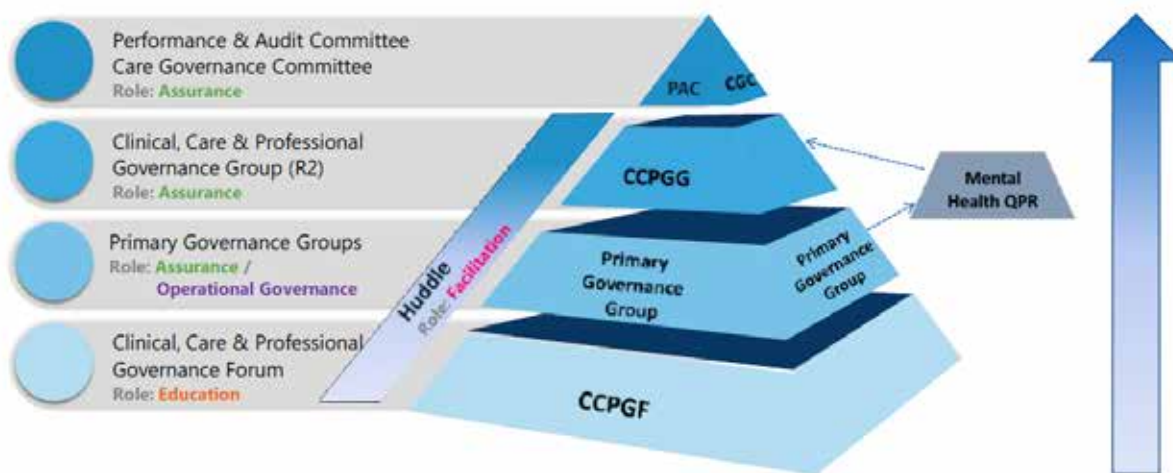 Performance & Audit Committee
Care Governance Committee
Role: Assurance
Clinical, Care & Professional
Governance Group (R2)
Role: Assurance
Primary Governance Groups
Role: Assurance /
Operational Governance
Clinical, Care & Professional
Governance Forum
Role: Education
Huddle
Role: Facilitation
PAC
CGC
CCPGG
Primary
Governance
Group
Primary
Governance
Group
CCPGF
Mental
Health QPR